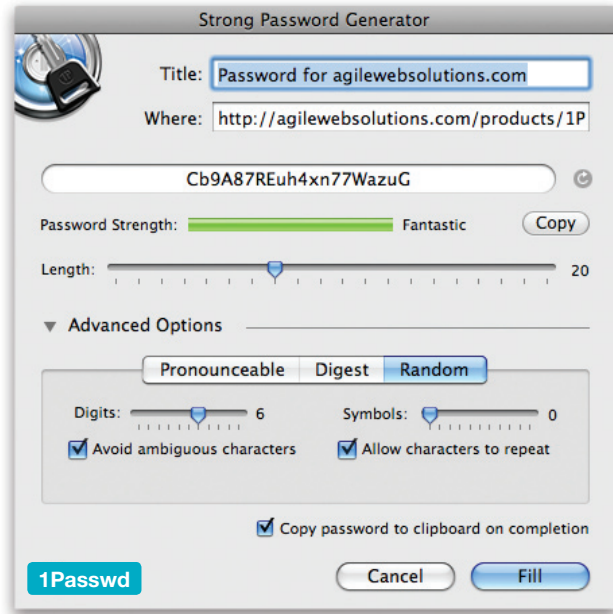 Strong Password Generator
Title: Password for agilewebsolutions.com
Where: http://agilewebsolutions.com/products/1P
Cb9A87REuh4xn77WazuG
Password Strength: Fantastic Copy
Length: 20
Advanced Options
Pronounceable Digest Random
Digits: 6 Symbols: 0
Avoid ambiguous characters Allow characters to repeat
Copy password to clipboard on completion
1Passwd Cancel Fill